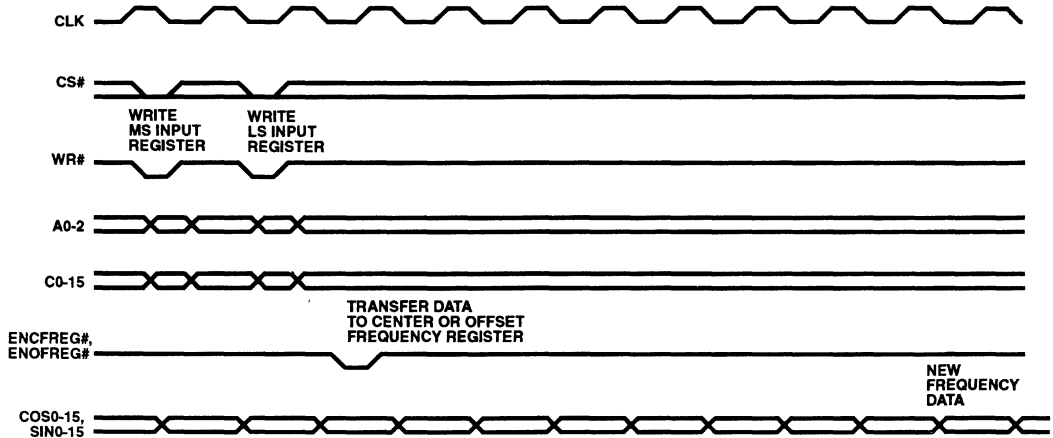 CLK
CS#
WRITE
MS INPUT
REGISTER
WRITE
LS INPUT
REGISTER
WR#
A0-2
C0-15
TRANSFER DATA
TO CENTER OR OFFSET
FREQUENCY REGISTER
ENCFREG#,
ENOFREG#
NEW
FREQUENCY
DATA
COS0-15,
SIN0-15